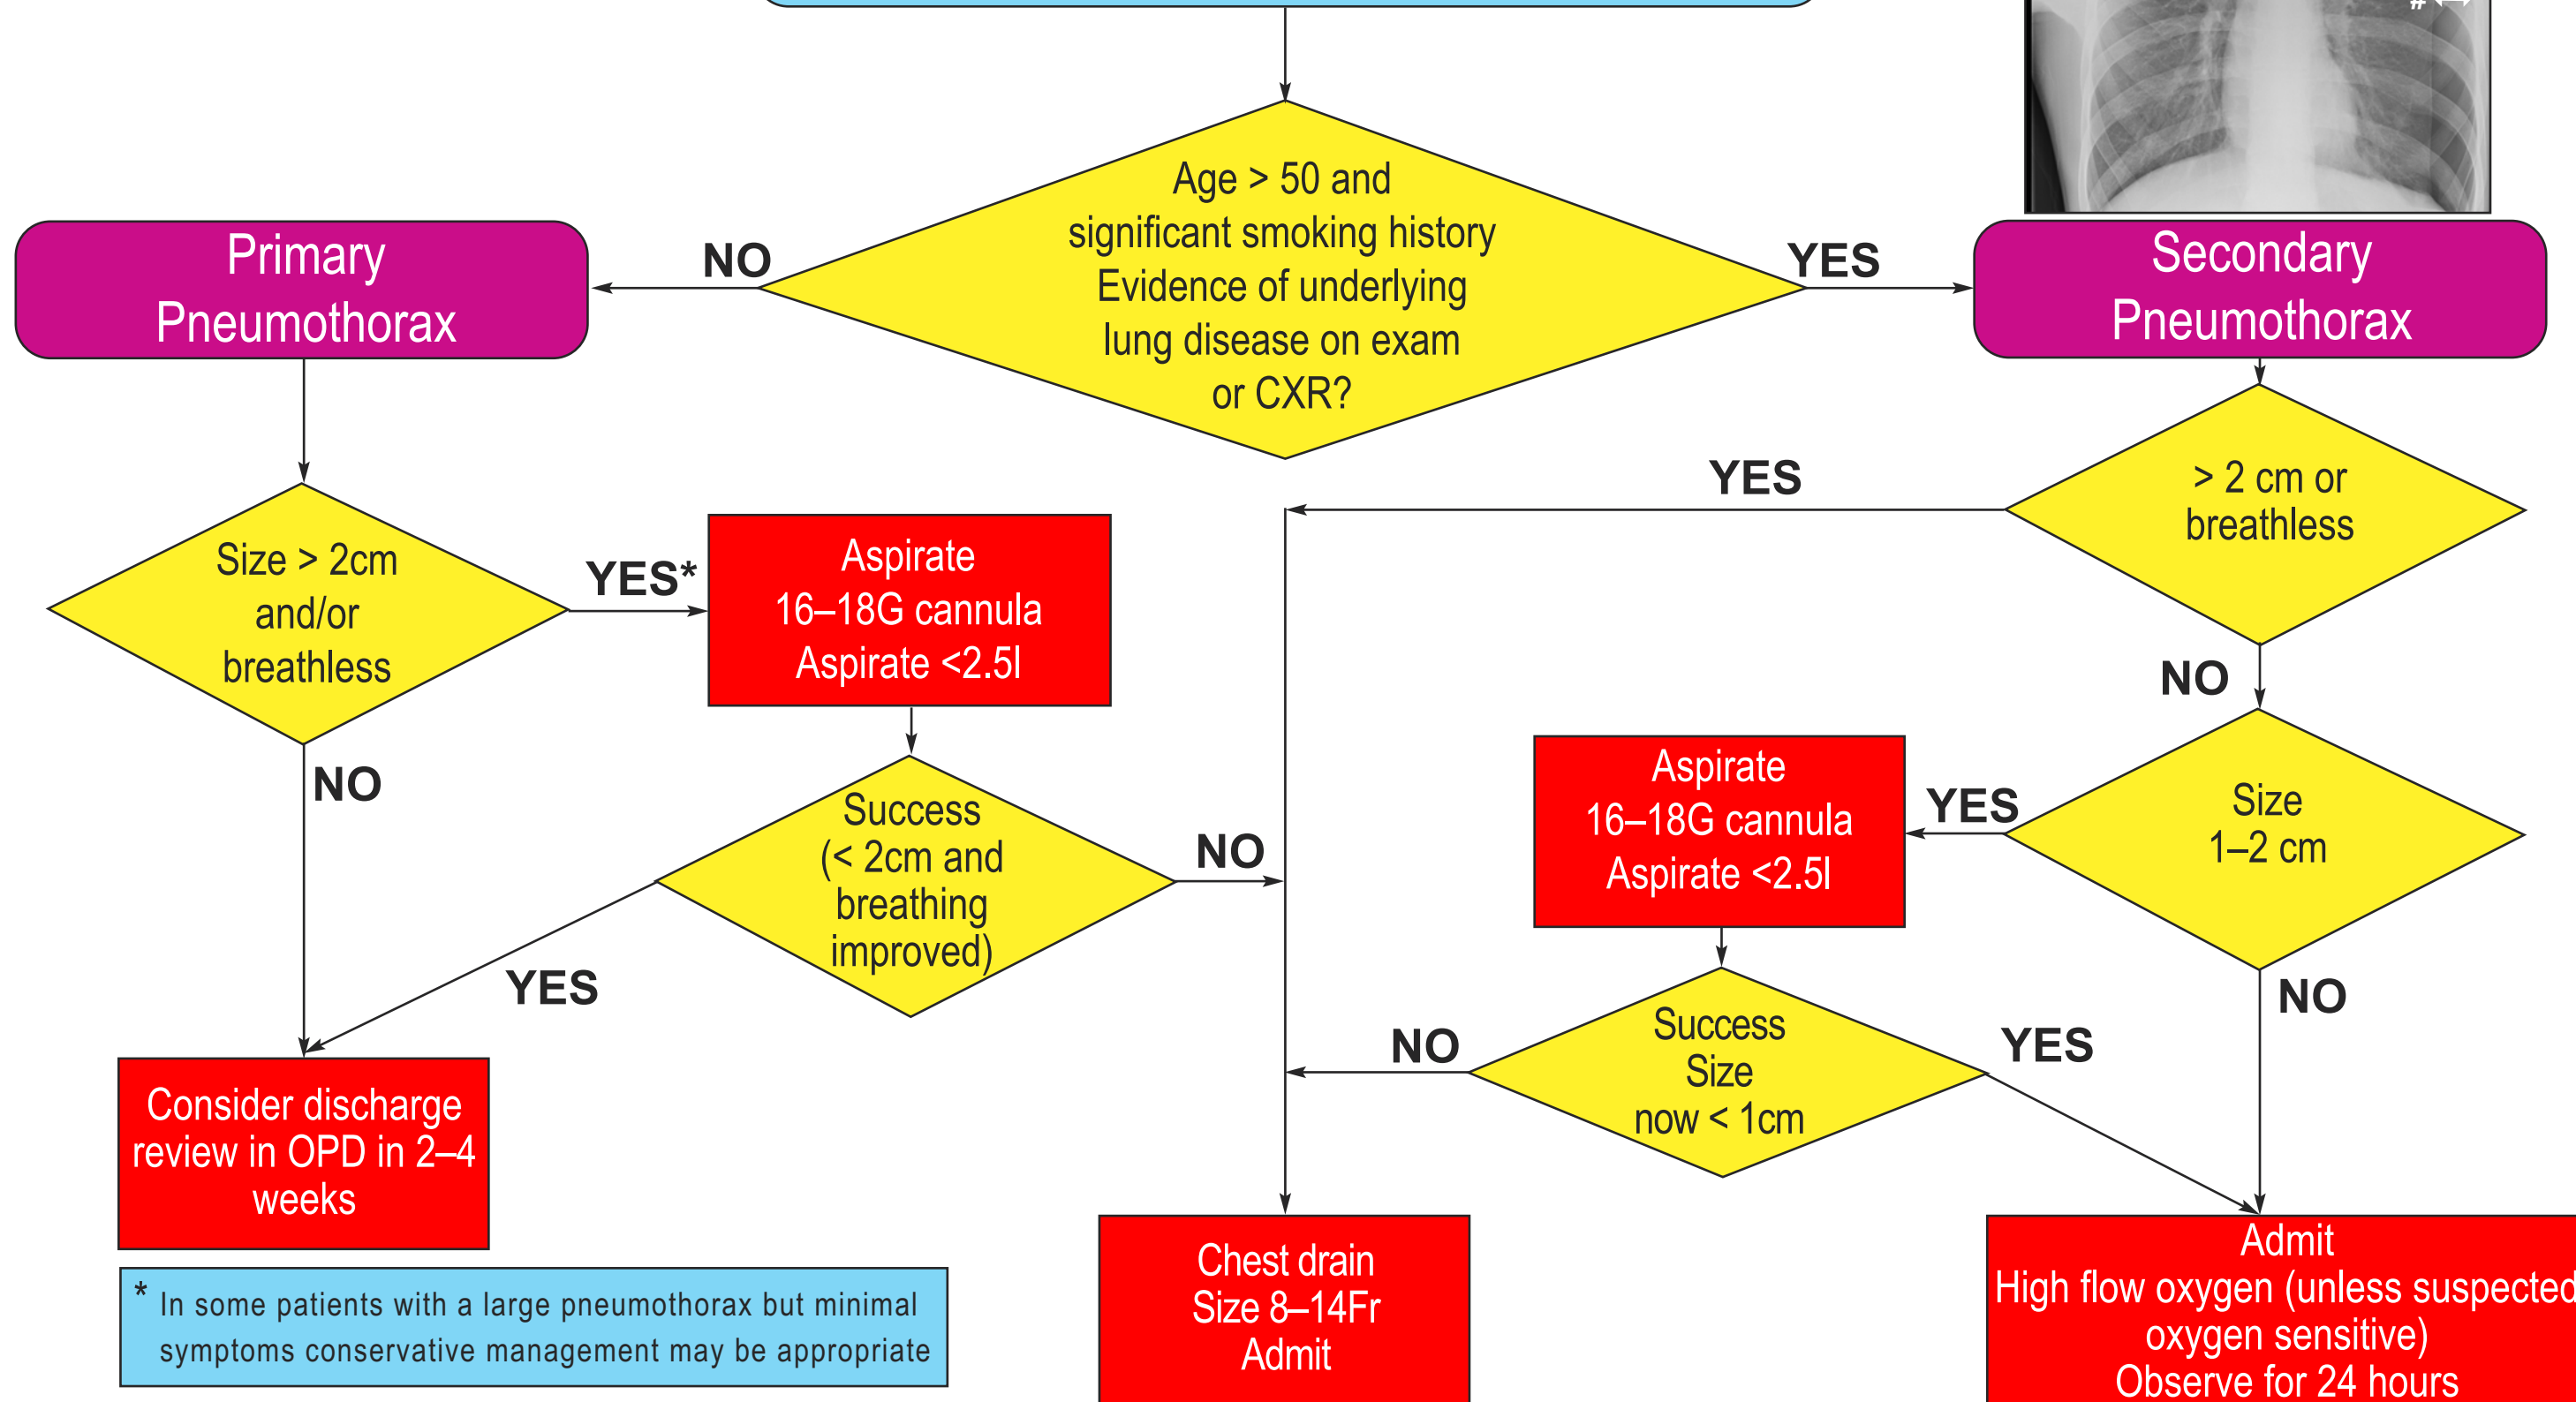 #
Age > 50 and
significant smoking history
Evidence of underlying
lung disease on exam
or CXR?
NO
YES
Primary
Pneumothorax
Secondary
Pneumothorax
Size > 2cm
and/or
breathless
YES*
Aspirate
16–18G cannula
Aspirate <2.5l
YES
> 2 cm or
breathless
NO
NO
Success
(< 2cm and
breathing
improved)
NO
YES
Aspirate
16–18G cannula
Aspirate <2.5l
YES
Size
1–2 cm
NO
Success
Size
now < 1cm
NO
YES
Consider discharge
review in OPD in 2–4
weeks
Chest drain
Size 8–14Fr
Admit
Admit
High flow oxygen (unless suspected
oxygen sensitive)
Observe for 24 hours
* In some patients with a large pneumothorax but minimal
symptoms conservative management may be appropriate